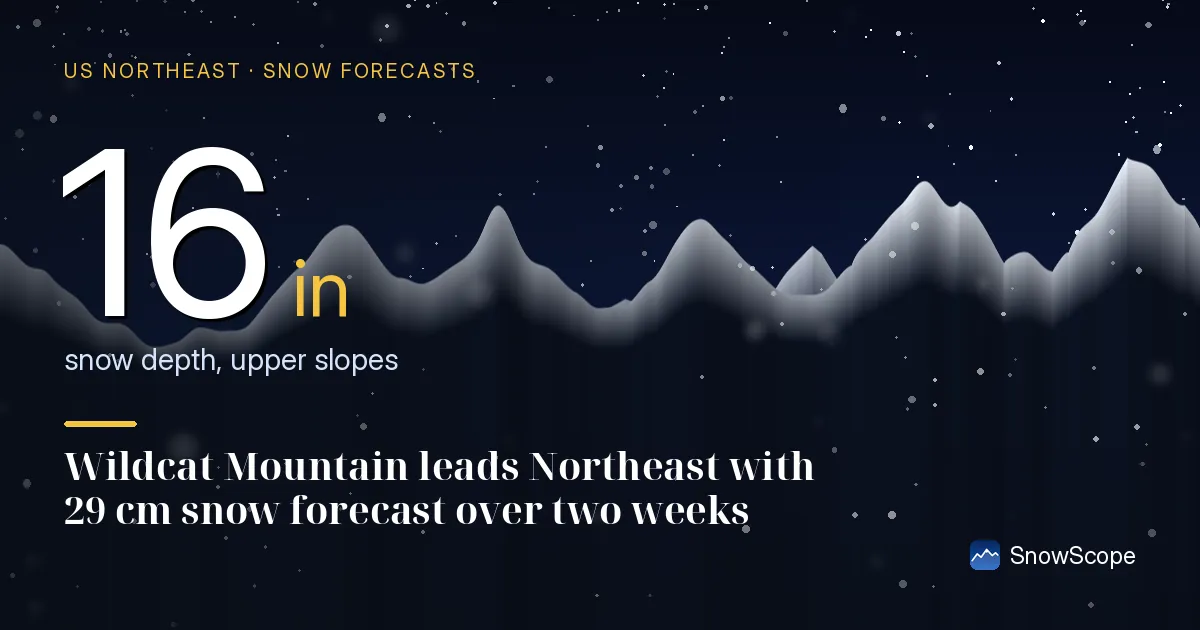 US NORTHEAST · SNOW FORECASTS
16 in
snow depth, upper slopes
Wildcat Mountain leads Northeast with
29 cm snow forecast over two weeks
SnowScope